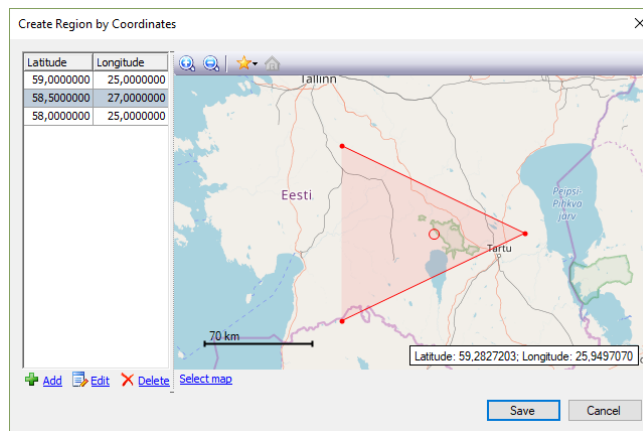 Create Region by Coordinates
Latitude Longitude
59,0000000 25,0000000
58,5000000 27,0000000
58,0000000 25,0000000
Tallinn
Eesti
Peipsi-
Pihkva
järv
Tartu
70 km
Latitude: 59,2827203; Longitude: 25,9497070
Add Edit Delete Select map
Save Cancel